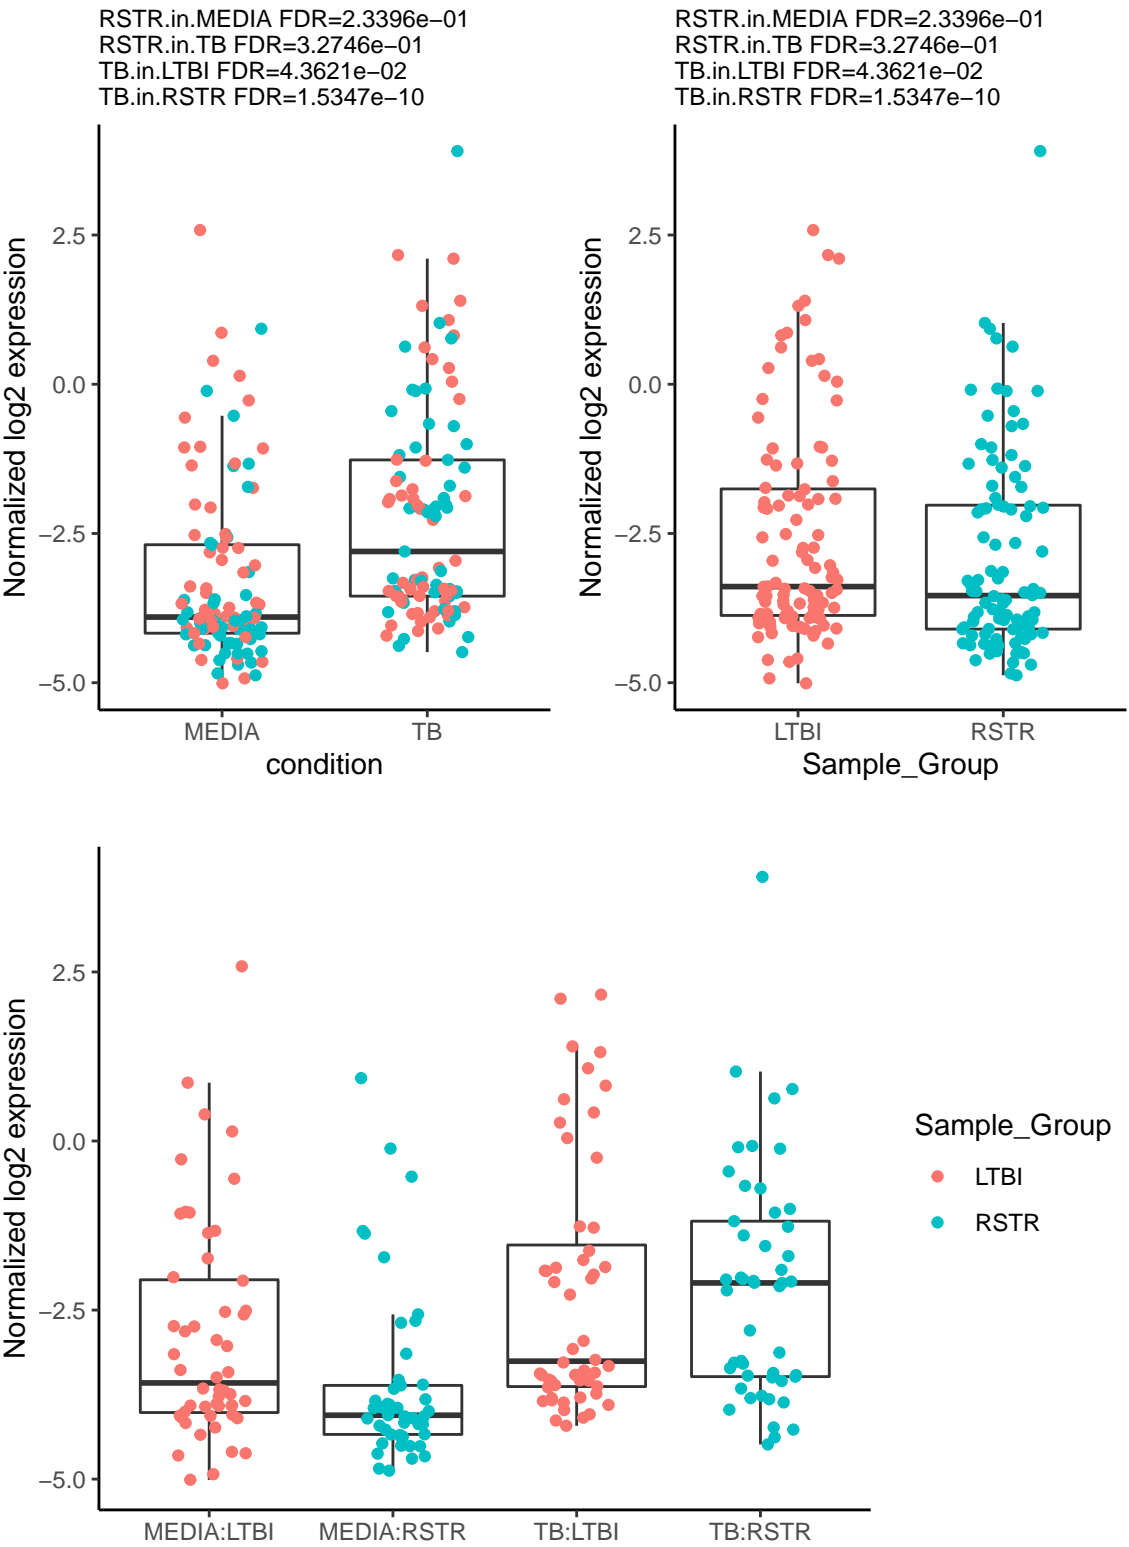 RSTR.in.MEDIA FDR=2.3396e−01
RSTR.in.TB FDR=3.2746e−01
TB.in.LTBI FDR=4.3621e−02
TB.in.RSTR FDR=1.5347e−10
Normalized log2 expression
2.5
0.0
−2.5
−5.0
MEDIA
TB
condition
RSTR.in.MEDIA FDR=2.3396e−01
RSTR.in.TB FDR=3.2746e−01
TB.in.LTBI FDR=4.3621e−02
TB.in.RSTR FDR=1.5347e−10
Normalized log2 expression
2.5
0.0
−2.5
−5.0
LTBI
RSTR
Sample_Group
Normalized log2 expression
2.5
0.0
−2.5
−5.0
MEDIA:LTBI
MEDIA:RSTR
TB:LTBI
TB:RSTR
Sample_Group
LTBI
RSTR